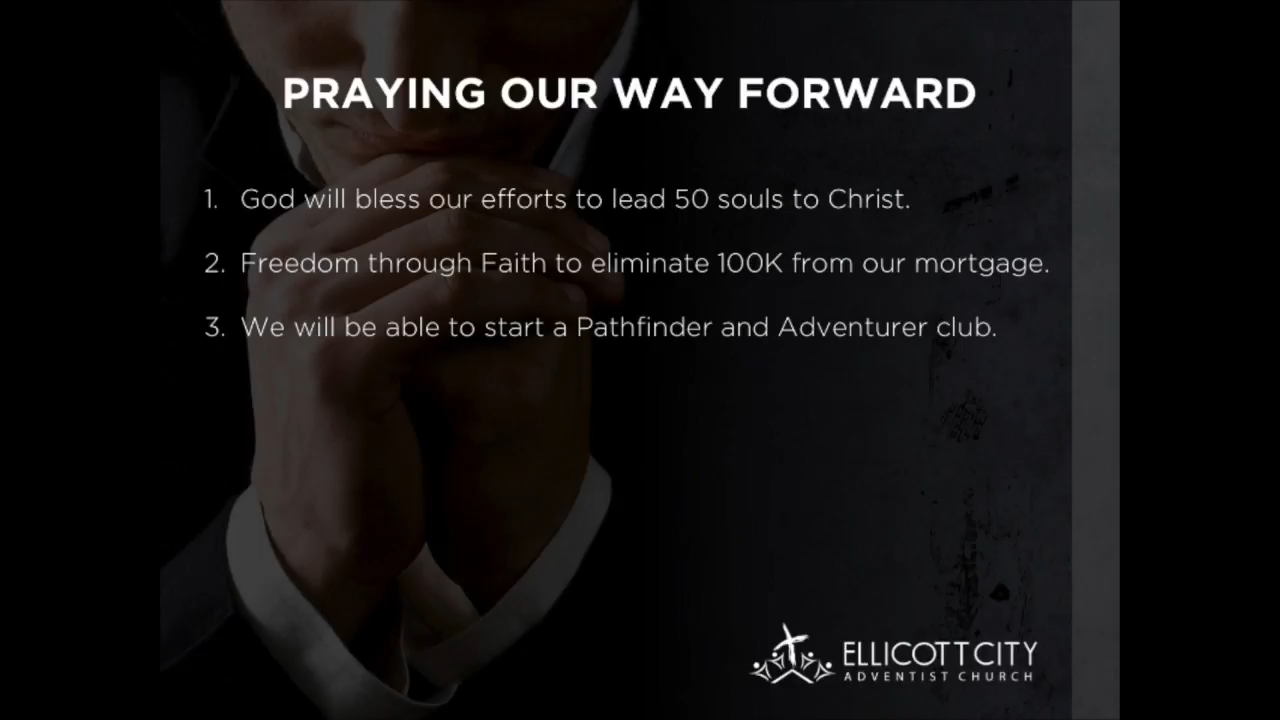 PRAYING OUR WAY FORWARD
1. God will bless our efforts to lead 50 souls to Christ.
2. Freedom through Faith to eliminate 100K from our mortgage.
3. We will be able to start a Pathfinder and Adventurer club.
ELLICOTT CITY
ADVENTIST CHURCH